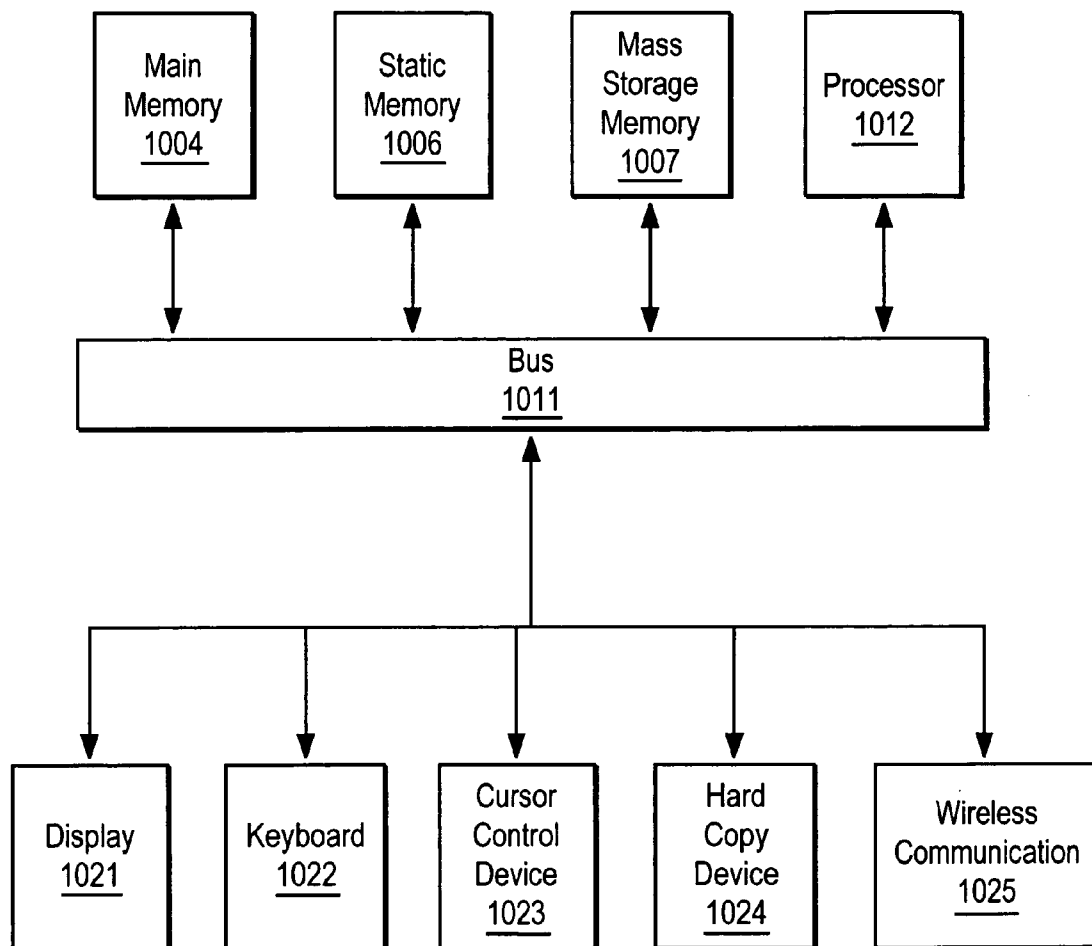 Main
Memory
1004
Static
Memory
1006
Mass
Storage
Memory
1007
Processor
1012
Bus
1011
Display
1021
Keyboard
1022
Cursor
Control
Device
1023
Hard
Copy
Device
1024
Wireless
Communication
1025